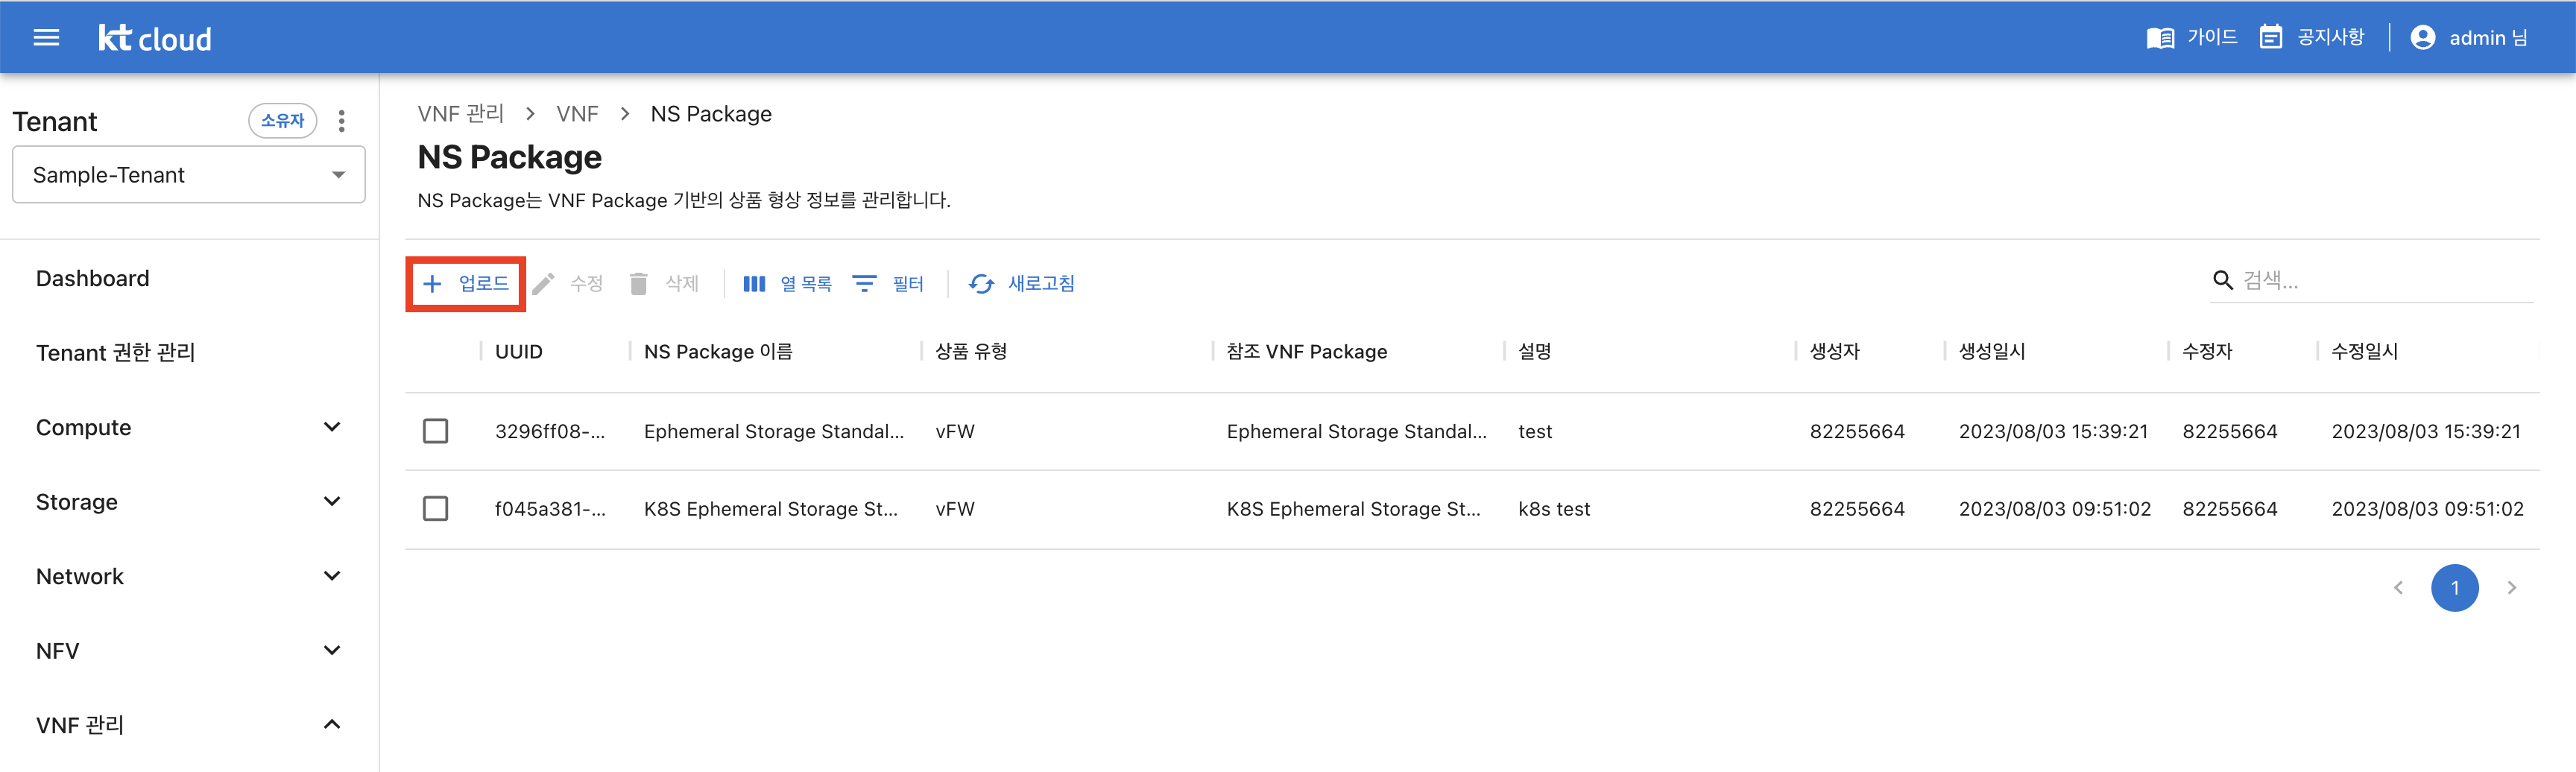 kt cloud
가이드
공지사항
admin 님
Tenant
소유자
Sample-Tenant
Dashboard
Tenant 권한 관리
Compute
Storage
Network
NFV
VNF 관리
VNF 관리 > VNF > NS Package
NS Package
NS Package는 VNF Package 기반의 상품 형상 정보를 관리합니다.
+ 업로드 수정 삭제 열 목록 필터 새로고침 검색...
UUID NS Package 이름 상품 유형 참조 VNF Package 설명 생성자 생성일시 수정자 수정일시
3296ff08-... Ephemeral Storage Standal... vFW Ephemeral Storage Standal... test 82255664 2023/08/03 15:39:21 82255664 2023/08/03 15:39:21
f045a381-... K8S Ephemeral Storage St... vFW K8S Ephemeral Storage St... k8s test 82255664 2023/08/03 09:51:02 82255664 2023/08/03 09:51:02
1